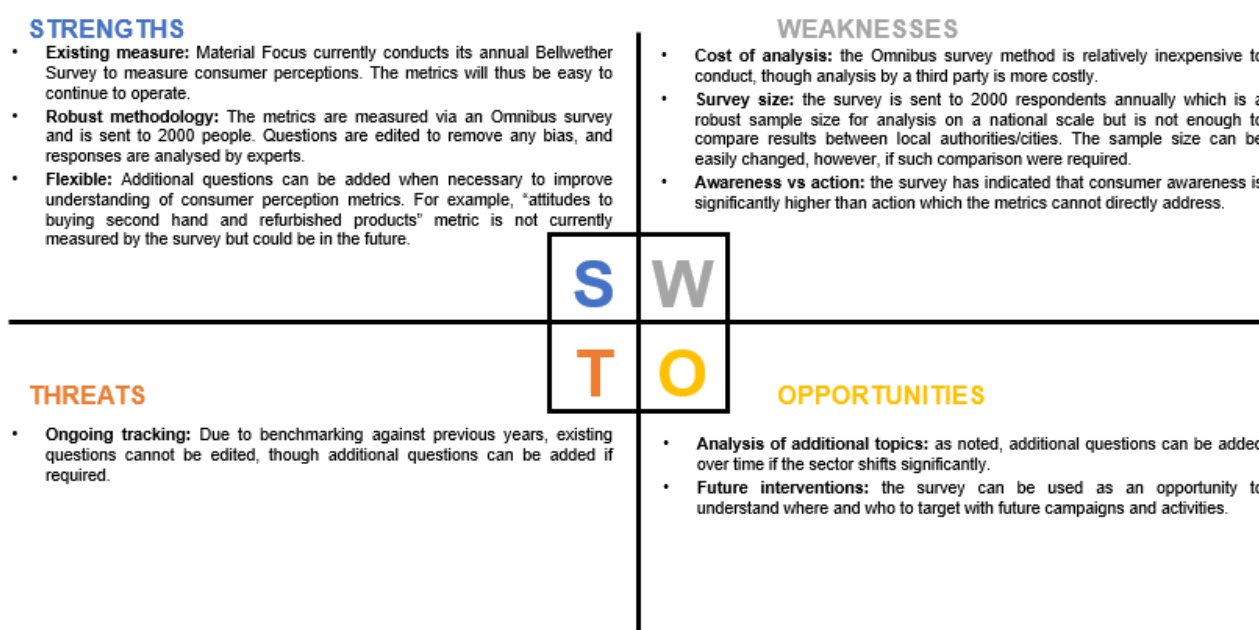 STRENGTHS
• Existing measure: Material Focus currently conducts its annual Bellwether
Survey to measure consumer perceptions. The metrics will thus be easy to
continue to operate.
• Robust methodology: The metrics are measured via an Omnibus survey
and is sent to 2000 people. Questions are edited to remove any bias, and
responses are analysed by experts.
• Flexible: Additional questions can be added when necessary to improve
understanding of consumer perception metrics. For example, “attitudes to
buying second hand and refurbished products” metric is not currently
measured by the survey but could be in the future.
WEAKNESSES
• Cost of analysis: the Omnibus survey method is relatively inexpensive to
conduct, though analysis by a third party is more costly.
• Survey size: the survey is sent to 2000 respondents annually which is a
robust sample size for analysis on a national scale but is not enough to
compare results between local authorities/cities. The sample size can be
easily changed, however, if such comparison were required.
• Awareness vs action: the survey has indicated that consumer awareness is
significantly higher than action which the metrics cannot directly address.
S W
T O
THREATS
• Ongoing tracking: Due to benchmarking against previous years, existing
questions cannot be edited, though additional questions can be added if
required.
OPPORTUNITIES
• Analysis of additional topics: as noted, additional questions can be added
over time if the sector shifts significantly.
• Future interventions: the survey can be used as an opportunity to
understand where and who to target with future campaigns and activities.